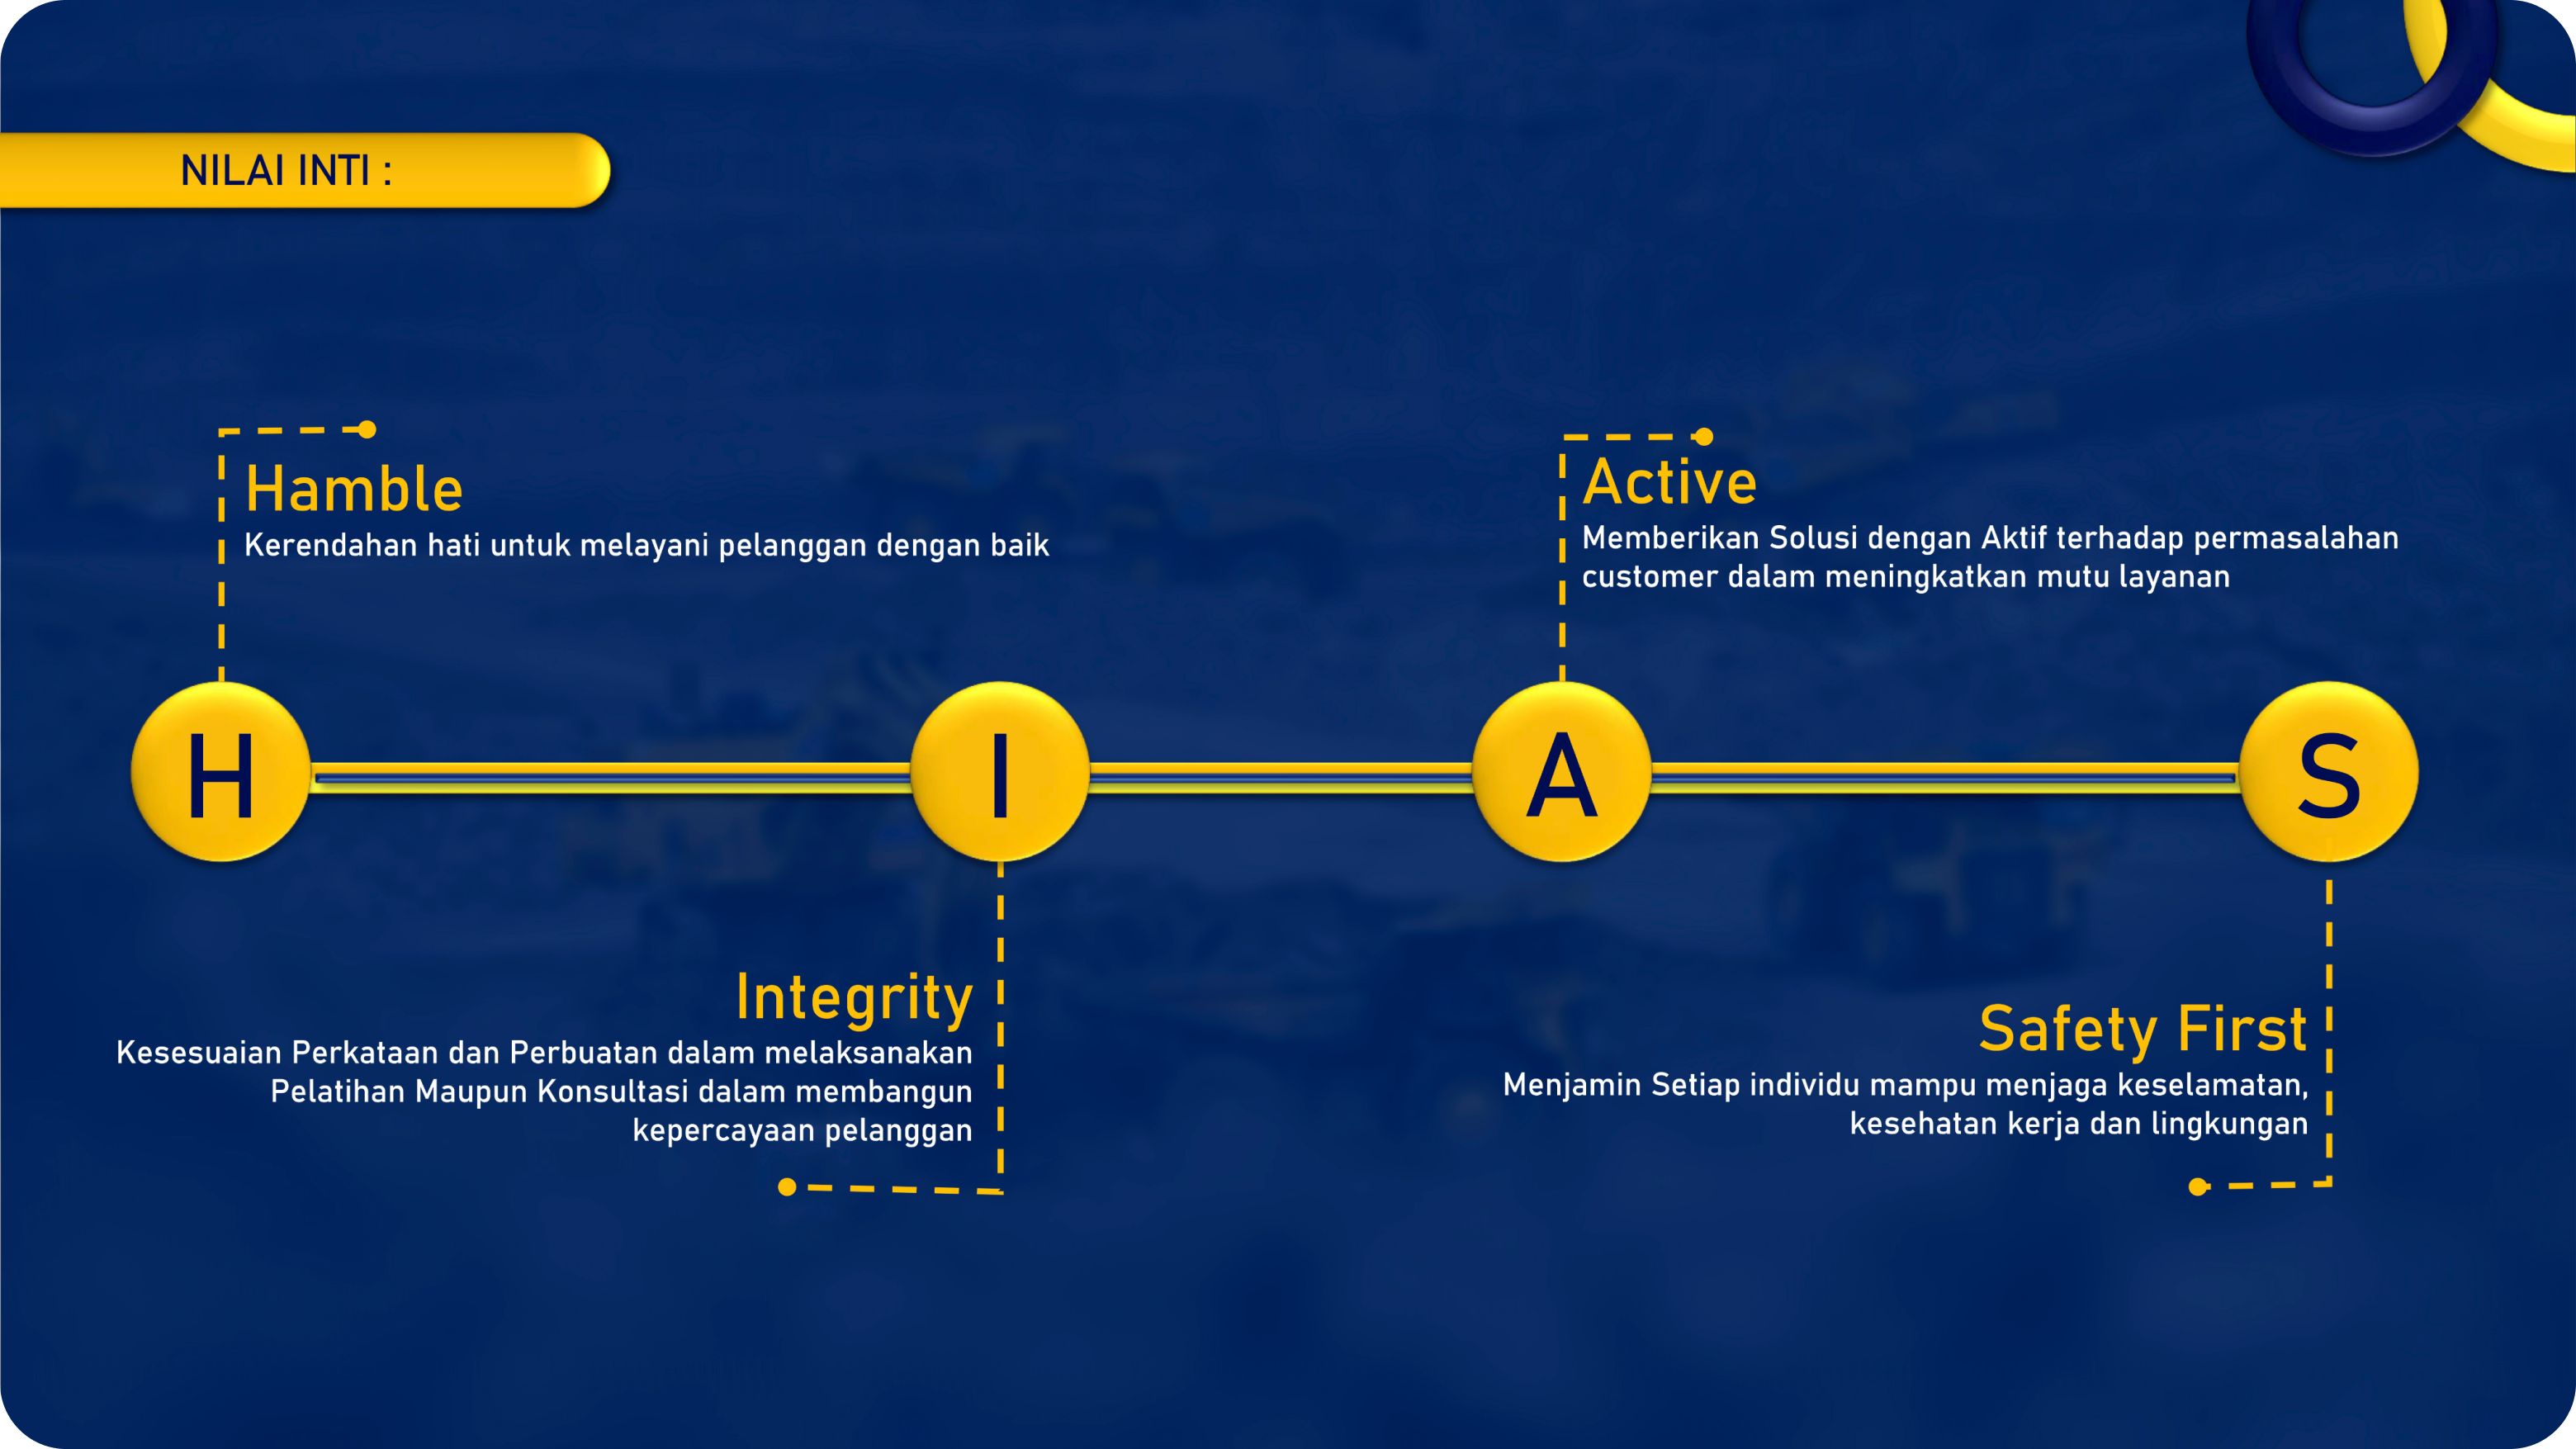 NILAI INTI :
Hamble
Kerendahan hati untuk melayani pelanggan dengan baik
Active
Memberikan Solusi dengan Aktif terhadap permasalahan
customer dalam meningkatkan mutu layanan
H
I
A
S
Integrity
Kesesuaian Perkataan dan Perbuatan dalam melaksanakan
Pelatihan Maupun Konsultasi dalam membangun
kepercayaan pelanggan
Safety First
Menjamin Setiap individu mampu menjaga keselamatan,
kesehatan kerja dan lingkungan